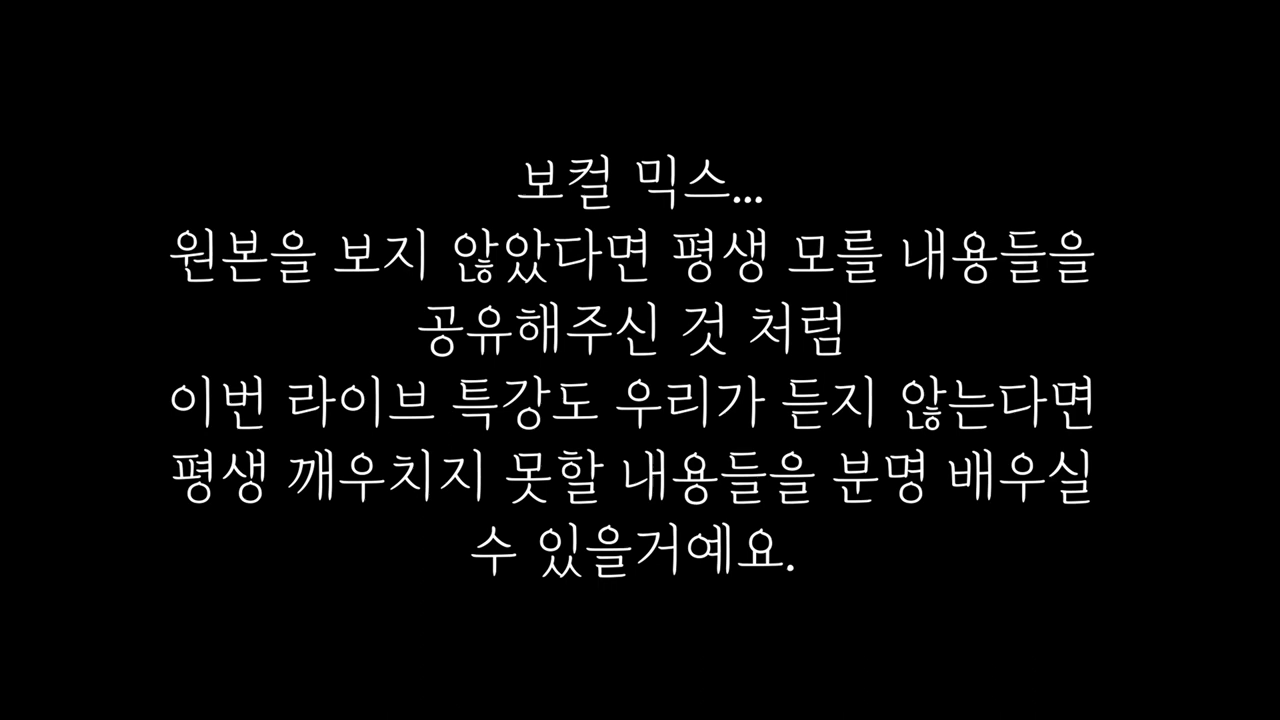 보컬 믹스...
원본을 보지 않았다면 평생 모를 내용들을
공유해주신 것 처럼
이번 라이브 특강도 우리가 듣지 않는다면
평생 깨우치지 못할 내용들을 분명 배우실
수 있을거예요.